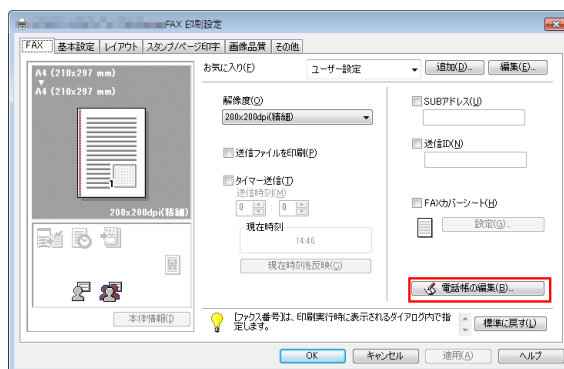 FAX 印刷設定
FAX 基本設定 レイアウト スタンプ/ページ印字 画像品質 その他
A4 (210x297 mm)
A4 (210x297 mm)
1
200x200dpi(精細)
本体情報(I)
お気に入り(F) ユーザー設定 追加(D)... 編集(E)...
解像度(O)
200x200dpi(精細)
送信ファイルを印刷(P)
タイマー送信(T)
送信時刻(M)
0 : 0
現在時刻
14:46
現在時刻を反映(C)
SUBアドレス(U)
送信ID(N)
FAXカバーシート(H)
設定(G)...
電話帳の編集(B)...
[ファクス番号]は、印刷実行時に表示されるダイアログ内で指
定します。
標準に戻す(L)
OK キャンセル 適用(A) ヘルプ